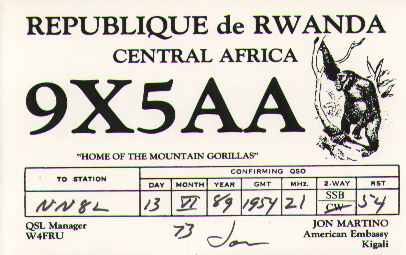 REPUBLIQUE de RWANDA
CENTRAL AFRICA
9X5AA
"HOME OF THE MOUNTAIN GORILLAS"
TO STATION CONFIRMING QSO
DAY MONTH YEAR GMT MHZ. 2-WAY RST
NN8L 13 VI 89 1954 21 SSB CW 54
QSL Manager 73 Jon JON MARTINO
W4FRU American Embassy
Kigali